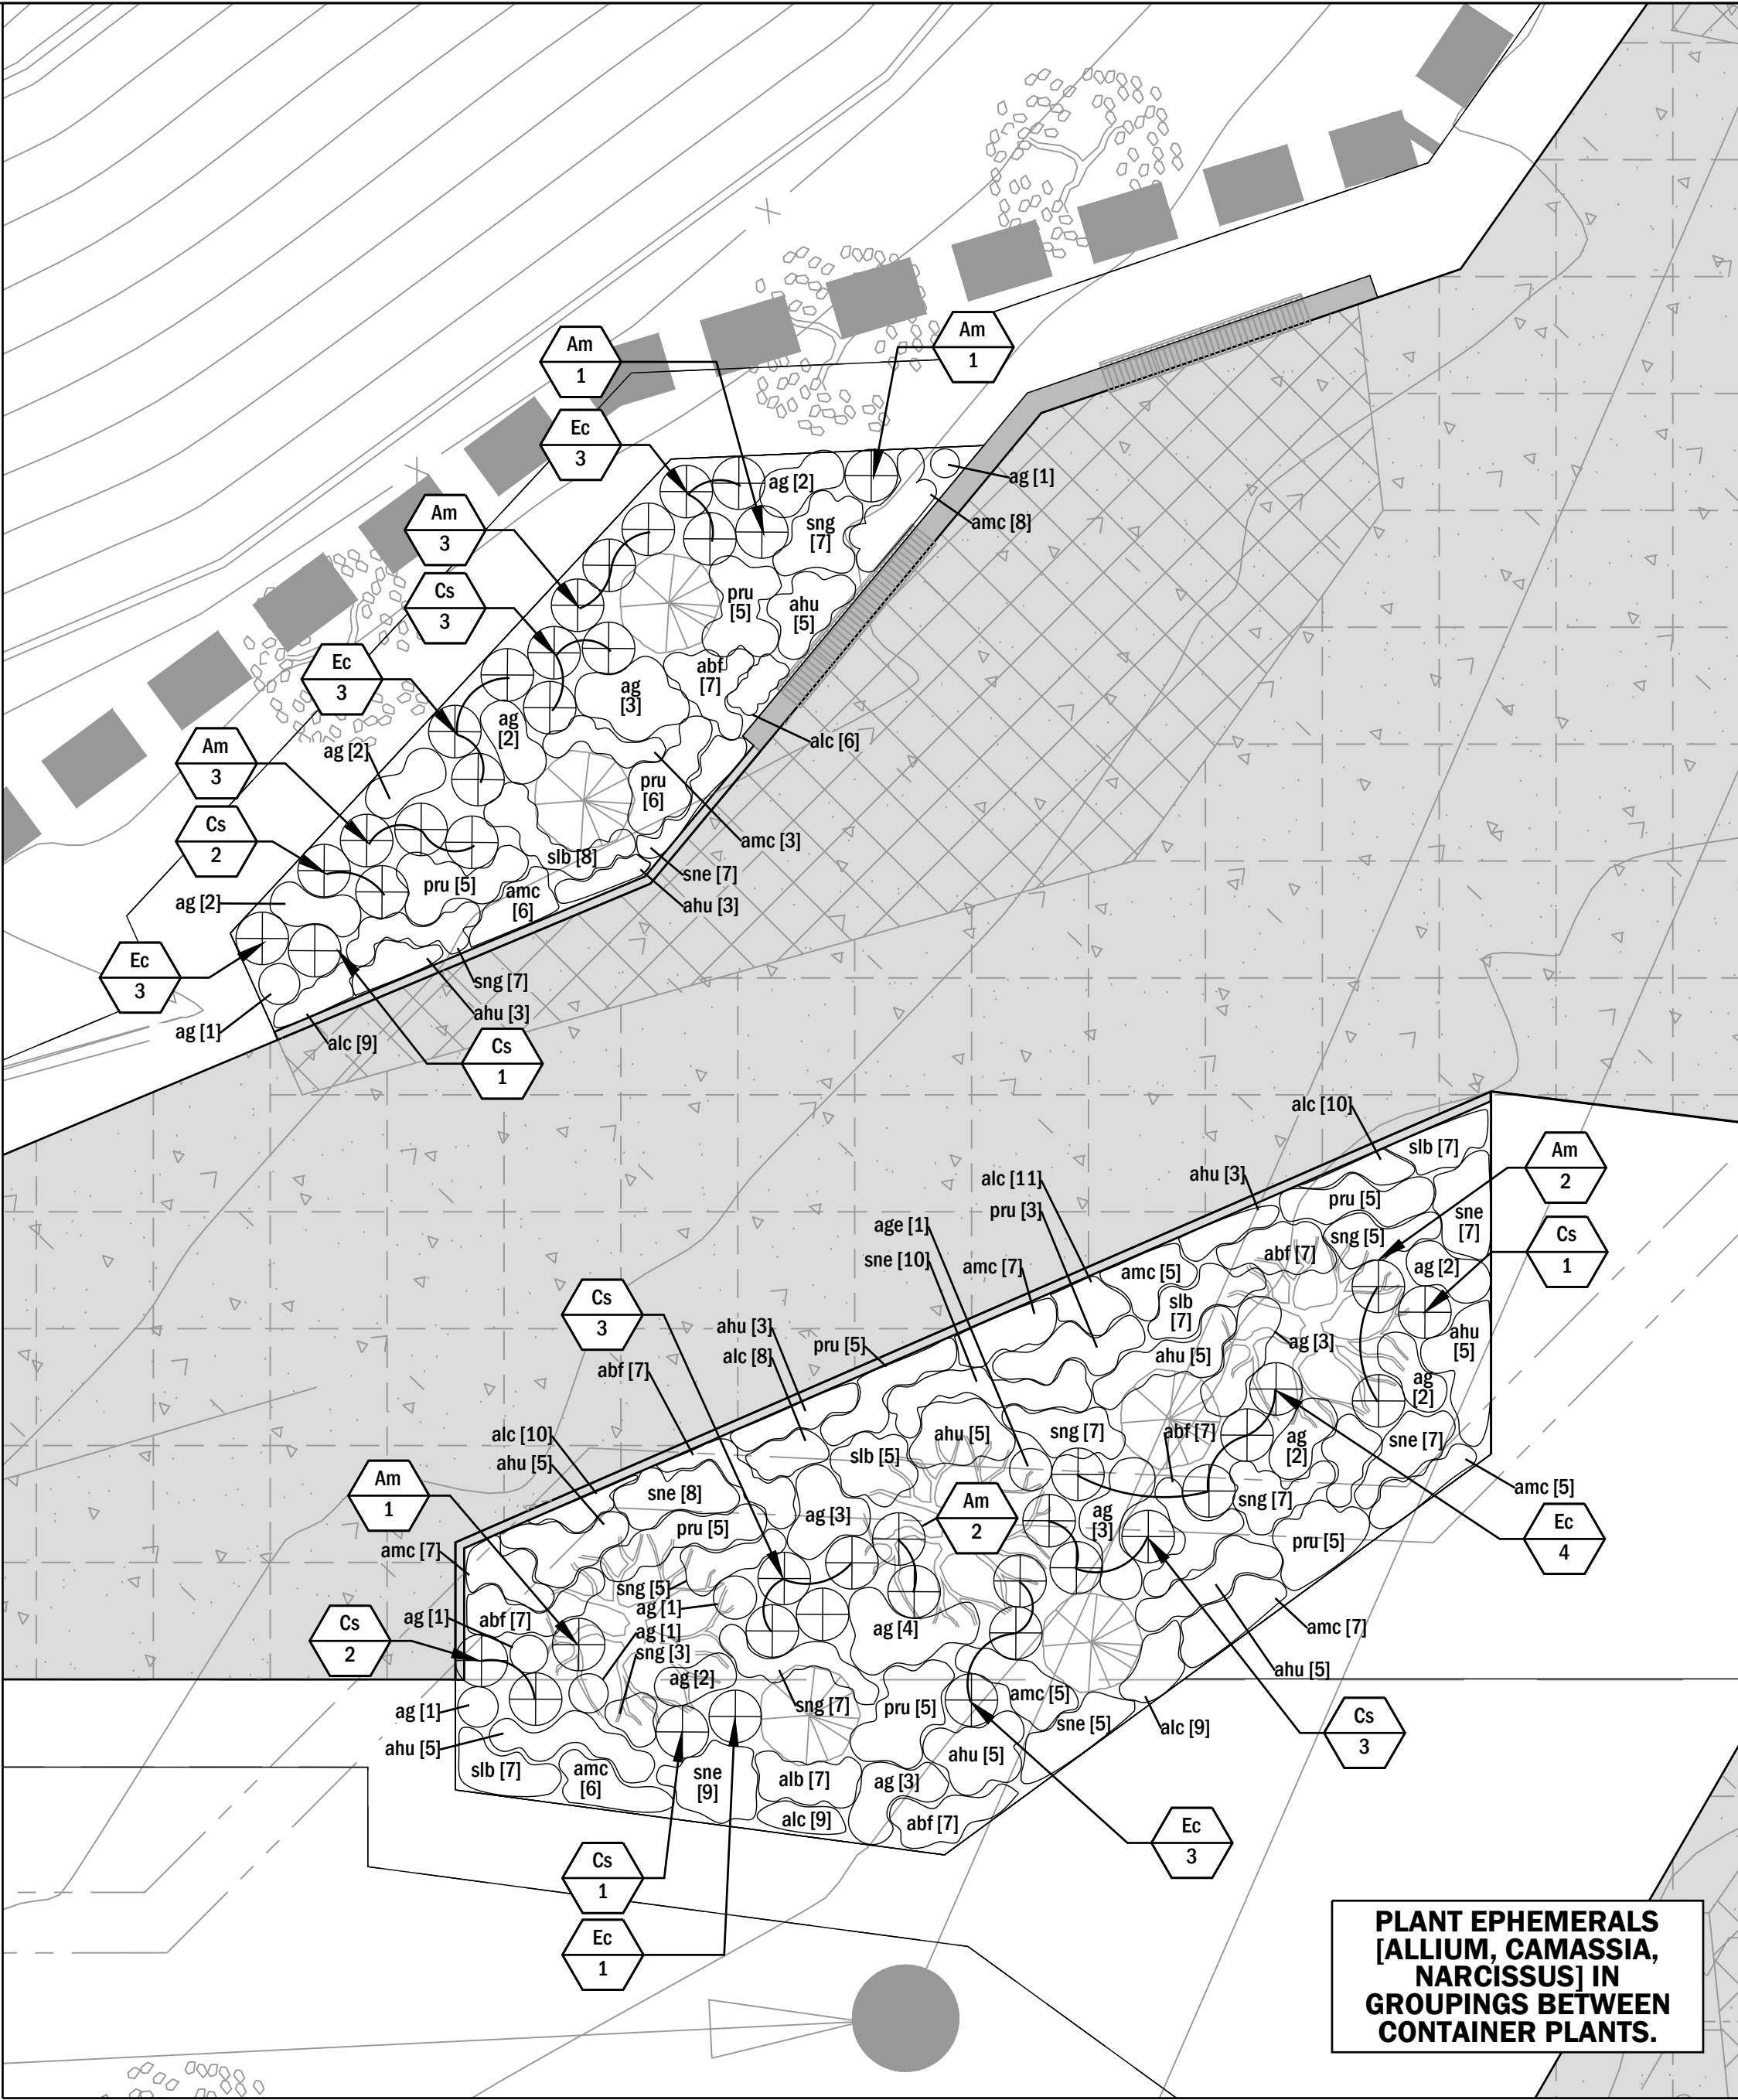 Am
1
Am
1
Ec
3
ag [2]
ag [1]
Am
3
sng
[7]
amc [8]
Cs
3
pru
[5]
ahu
[5]
Ec
3
abf
[7]
ag
[3]
ag
[2]
alc [6]
Am
3
ag [2]
pru
[6]
Cs
2
amc [3]
slb [8]
sne [7]
pru [5]
amc
[6]
ag [2]
ahu [3]
Ec
3
sng [7]
ahu [3]
ag [1]
alc [9]
Cs
1
alc [10]
slb [7]
Am
2
alc [11]
ahu [3]
pru [3]
pru [5]
sne
[7]
age [1]
sng [5]
Cs
1
sne [10]
amc [7]
abf [7]
amc [5]
ag [2]
Cs
3
slb
[7]
ahu [3]
pru [5]
ag [3]
ahu
[5]
alc [8]
ahu [5]
abf [7]
ag
[2]
alc [10]
ahu [5]
sng [7]
abf [7]
ag
[2]
sne [7]
ahu [5]
slb [5]
Am
1
sne [8]
amc [5]
Am
2
sng [7]
ag [3]
ag
[3]
pru [5]
pru [5]
Ec
4
amc [7]
sng [5]
ag [1]
ag [1]
abf [7]
ag [4]
amc [7]
Cs
2
ag [1]
sng [3]
ahu [5]
ag [2]
amc [5]
ag [1]
sng [7]
pru [5]
sne [5]
alc [9]
Cs
3
ahu [5]
ahu [5]
slb [7]
amc
[6]
sne
[9]
alb [7]
ag [3]
alc [9]
abf [7]
Ec
3
Cs
1
Ec
1
PLANT EPHEMERALS
[ALLIUM, CAMASSIA,
NARCISSUS] IN
GROUPINGS BETWEEN
CONTAINER PLANTS.